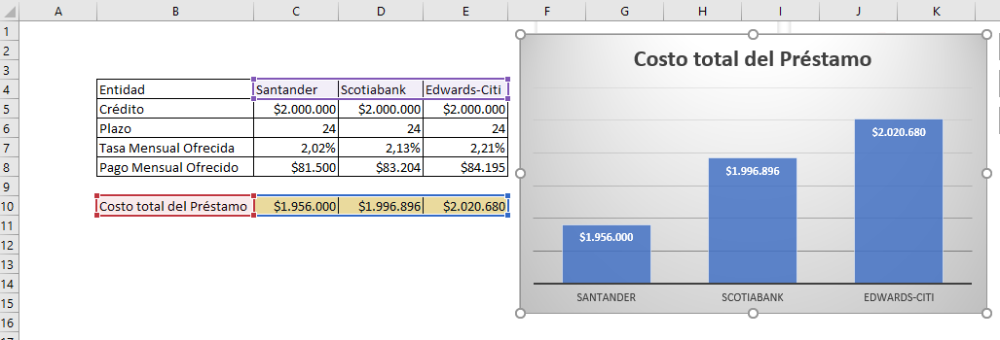 A B C D E F G H I J K
1
2
3
4 Entidad Santander Scotiabank Edwards-Citi
5 Crédito $2.000.000 $2.000.000 $2.000.000
6 Plazo 24 24 24
7 Tasa Mensual Ofrecida 2,02% 2,13% 2,21%
8 Pago Mensual Ofrecido $81.500 $83.204 $84.195
9
10 Costo total del Préstamo $1.956.000 $1.996.896 $2.020.680
11
12
13
14
15
16
Costo total del Préstamo
$2.020.680
$1.996.896
$1.956.000
SANTANDER SCOTIABANK EDWARDS-CITI